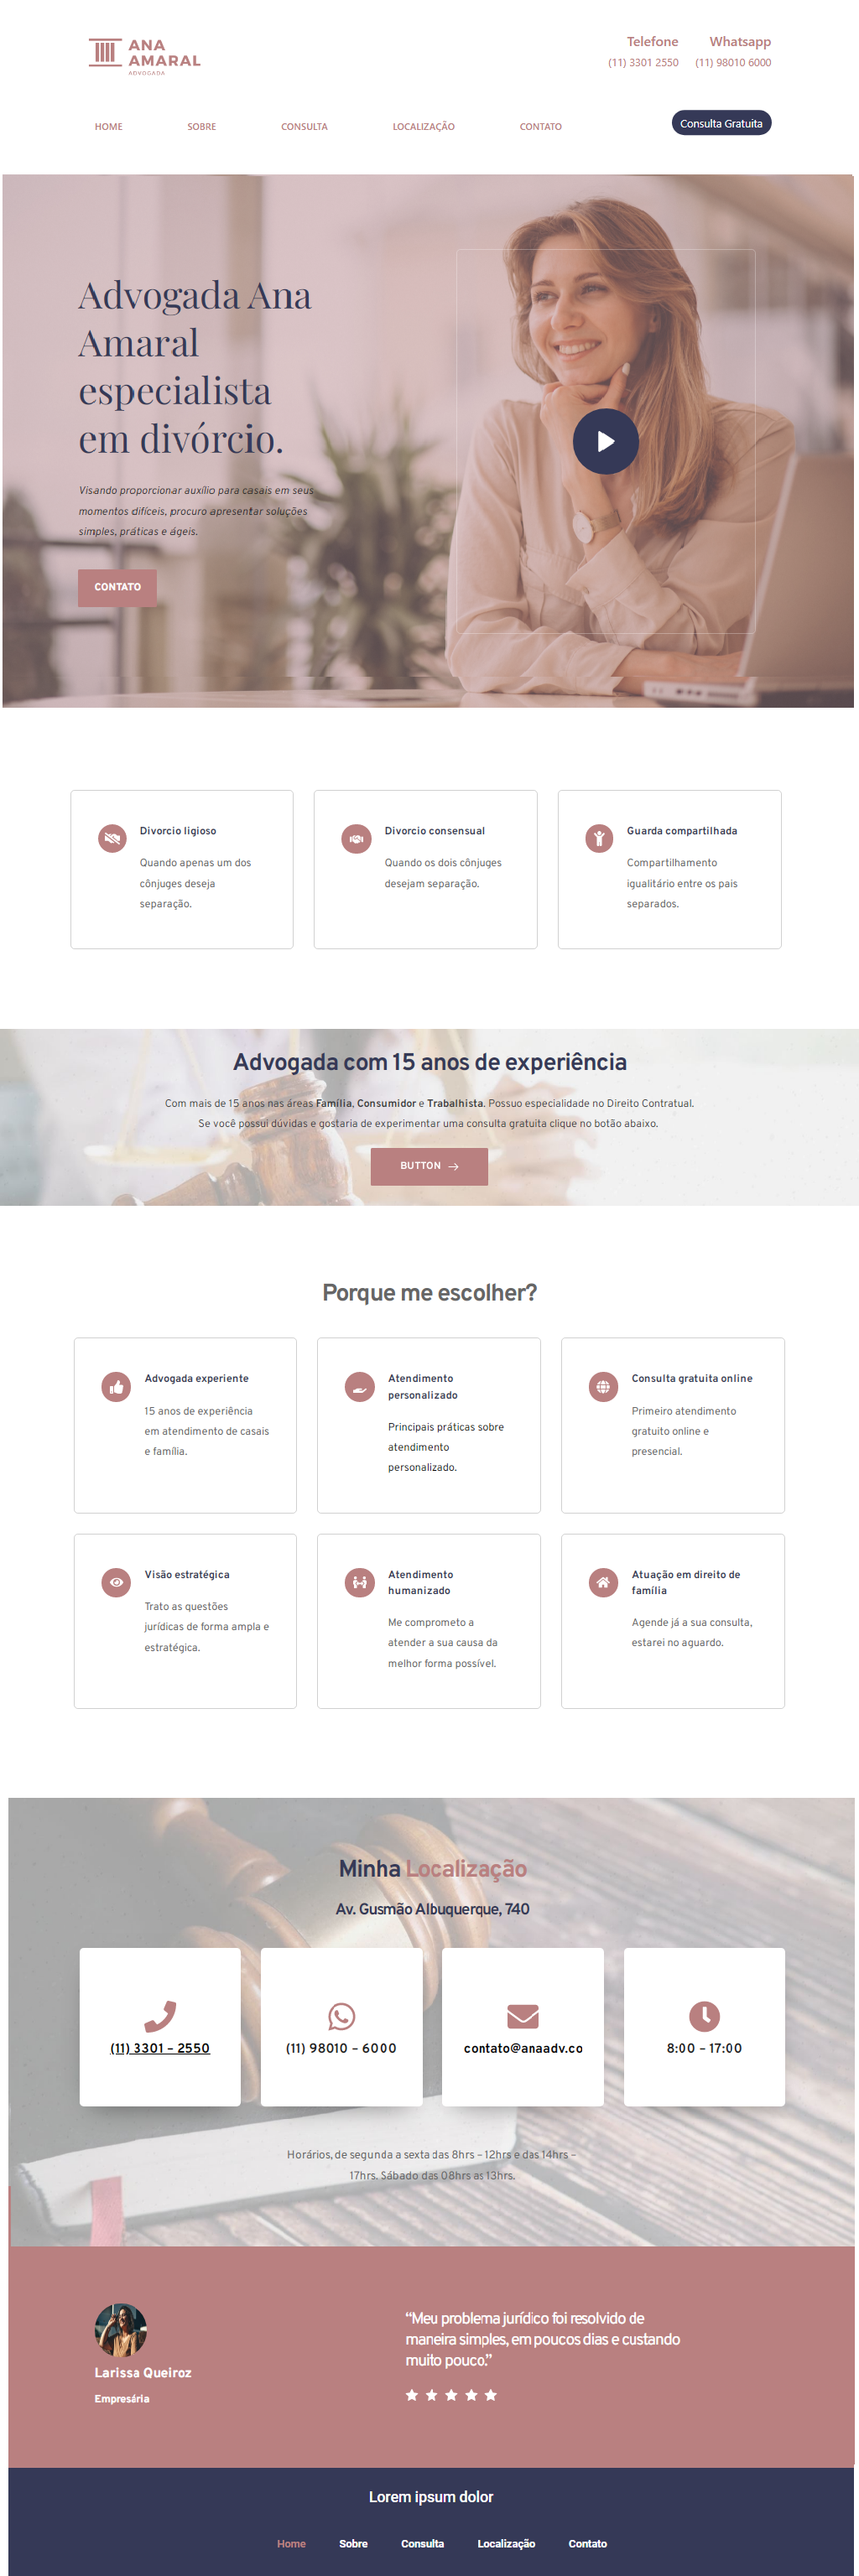 ANA
AMARAL
ADVOGADA
Telefone
(11) 3301 2550
Whatsapp
(11) 98010 6000
HOME
SOBRE
CONSULTA
LOCALIZAÇÃO
CONTATO
Consulta Gratuita
Advogada Ana
Amaral
especialista
em divórcio.
Visando proporcionar auxílio para casais em seus
momentos difíceis, procuro apresentar soluções
simples, práticas e ágeis.
CONTATO
Divorcio ligioso
Quando apenas um dos
cônjuges deseja
separação.
Divorcio consensual
Quando os dois cônjuges
desejam separação.
Guarda compartilhada
Compartilhamento
igualitário entre os pais
separados.
Advogada com 15 anos de experiência
Com mais de 15 anos nas áreas Família, Consumidor e Trabalhista. Possuo especialidade no Direito Contratual.
Se você possui dúvidas e gostaria de experimentar uma consulta gratuita clique no botão abaixo.
BUTTON
Porque me escolher?
Advogada experiente
15 anos de experiência
em atendimento de casais
e família.
Atendimento
personalizado
Principais práticas sobre
atendimento
personalizado.
Consulta gratuita online
Primeiro atendimento
gratuito online e
presencial.
Visão estratégica
Trato as questões
jurídicas de forma ampla e
estratégica.
Atendimento
humanizado
Me comprometo a
atender a sua causa da
melhor forma possível.
Atuação em direito de
família
Agende já a sua consulta,
estarei no aguardo.
Minha Localização
Av. Gusmão Albuquerque, 740
(11) 3301 – 2550
(11) 98010 – 6000
contato@anaadv.co
8:00 – 17:00
Horários, de segunda a sexta das 8hrs – 12hrs e das 14hrs –
17hrs. Sábado das 08hrs as 13hrs.
Larissa Queiroz
Empresária
“Meu problema jurídico foi resolvido de
maneira simples, em poucos dias e custando
muito pouco.”
Lorem ipsum dolor
Home
Sobre
Consulta
Localização
Contato